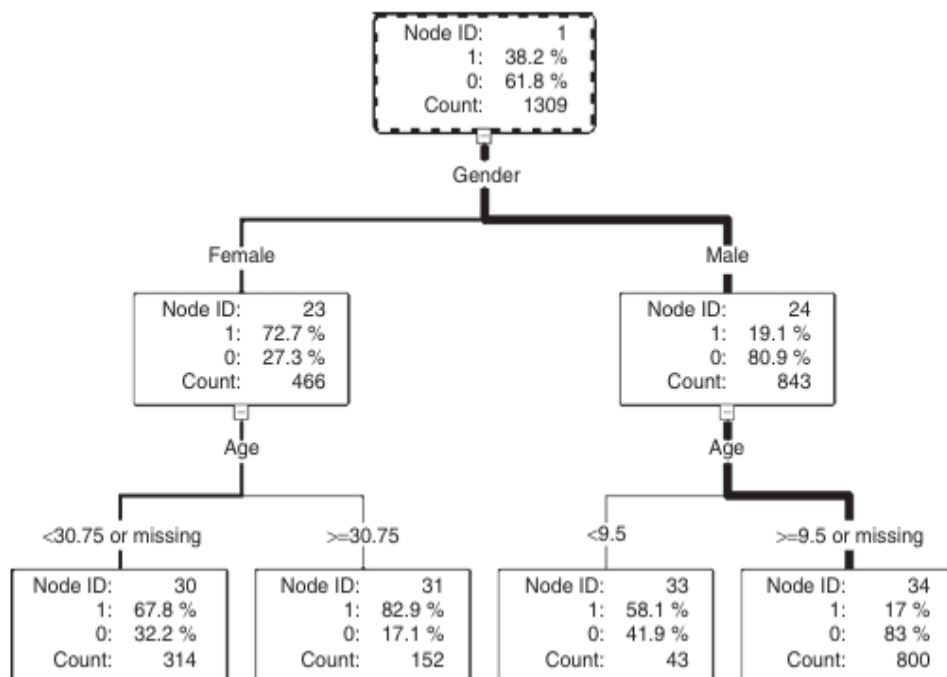 Node ID: 1
1: 38.2 %
0: 61.8 %
Count: 1309
Gender
Female
Male
Node ID: 23
1: 72.7 %
0: 27.3 %
Count: 466
Node ID: 24
1: 19.1 %
0: 80.9 %
Count: 843
Age
Age
<30.75 or missing
>=30.75
<9.5
>=9.5 or missing
Node ID: 30
1: 67.8 %
0: 32.2 %
Count: 314
Node ID: 31
1: 82.9 %
0: 17.1 %
Count: 152
Node ID: 33
1: 58.1 %
0: 41.9 %
Count: 43
Node ID: 34
1: 17 %
0: 83 %
Count: 800